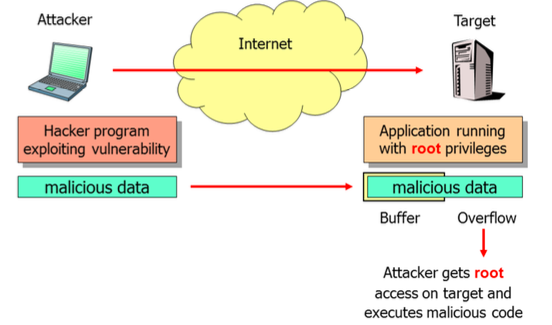 Attacker
Target
Internet
Hacker program
exploiting vulnerability
Application running
with root privileges
malicious data
malicious data
Buffer
Overflow
Attacker gets root
access on target and
executes malicious code